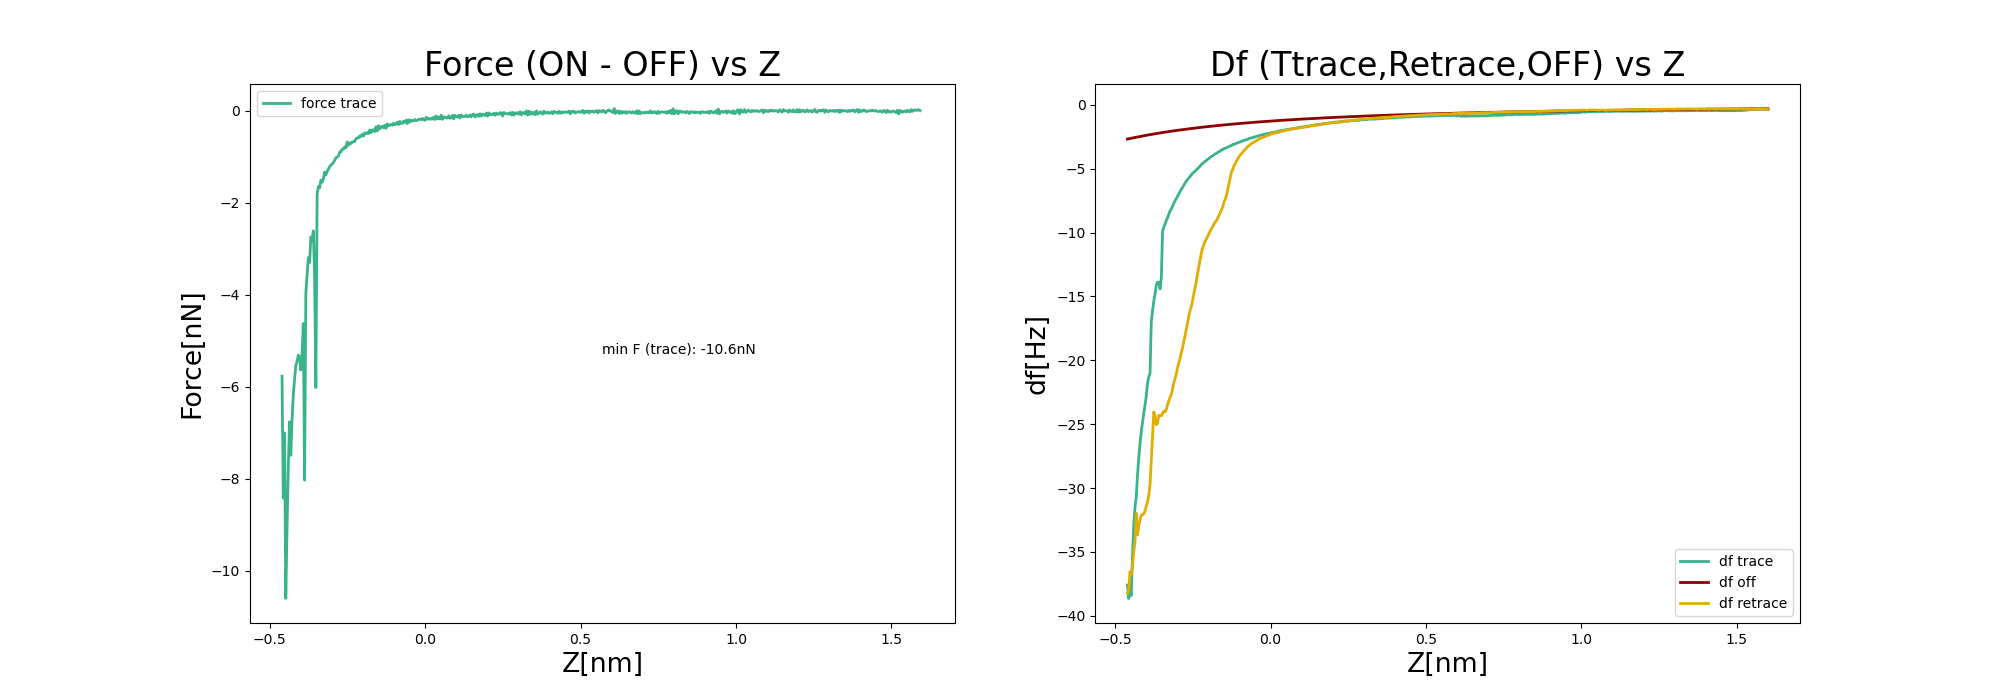 Force (ON - OFF) vs Z
force trace
0
−2
−4
−6
−8
−10
Force[nN]
min F (trace): -10.6nN
−0.5
0.0
0.5
1.0
1.5
Z[nm]
Df (Ttrace,Retrace,OFF) vs Z
0
−5
−10
−15
−20
−25
−30
−35
−40
df[Hz]
df trace
df off
df retrace
−0.5
0.0
0.5
1.0
1.5
Z[nm]